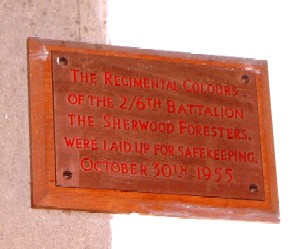 THE REGIMENTAL COLOURS
OF THE 2/6TH BATTALION
THE SHERWOOD FORESTERS,
WERE LAID UP FOR SAFEKEEPING,
OCTOBER 30TH 1955.